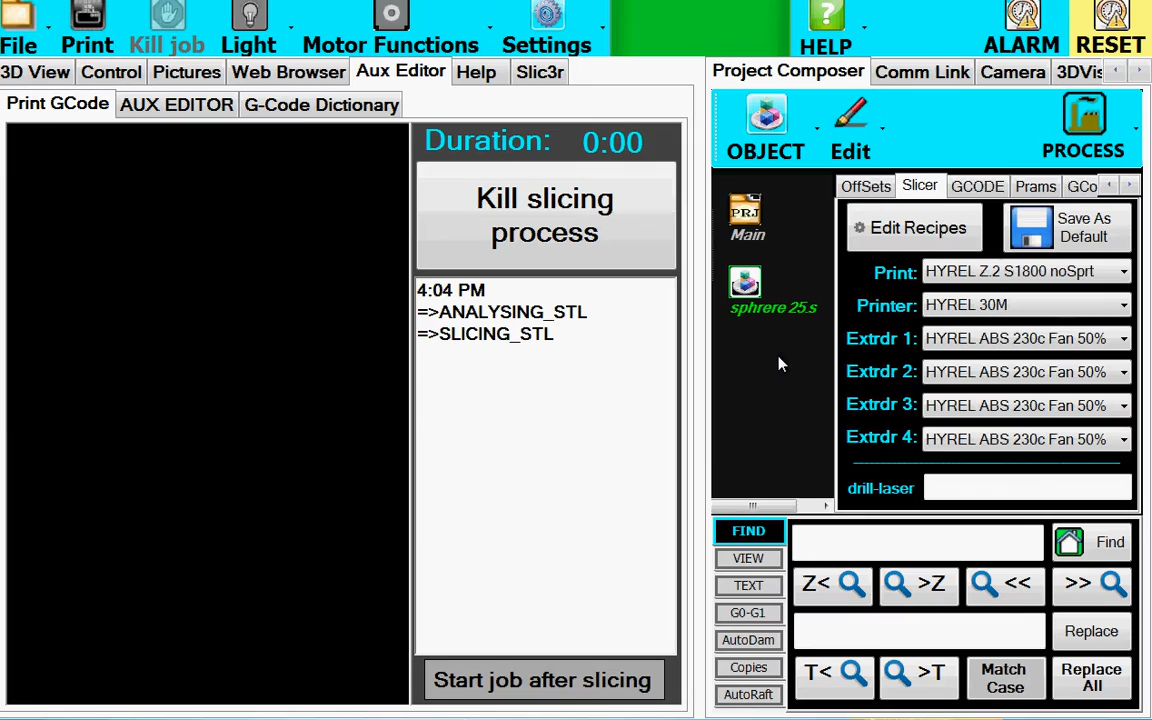 File Print Kill job Light Motor Functions Settings HELP ALARM RESET
3D View Control Pictures Web Browser Aux Editor Help Slic3r
Print GCode AUX EDITOR G-Code Dictionary
Duration: 0:00
Kill slicing
process
4:04 PM
=>ANALYSING_STL
=>SLICING_STL
Start job after slicing
Project Composer Comm Link Camera 3DVis
OBJECT Edit PROCESS
PRJ
Main
sphrere 25.s
OffSets Slicer GCODE Prams GCo
Edit Recipes
Save As
Default
Print: HYREL Z.2 S1800 noSprt
Printer: HYREL 30M
Extrdr 1: HYREL ABS 230c Fan 50%
Extrdr 2: HYREL ABS 230c Fan 50%
Extrdr 3: HYREL ABS 230c Fan 50%
Extrdr 4: HYREL ABS 230c Fan 50%
drill-laser
FIND
VIEW
TEXT
G0-G1
AutoDam
Copies
AutoRaft
Find
Z< >Z << >>
Replace
T< >T
Match
Case
Replace
All